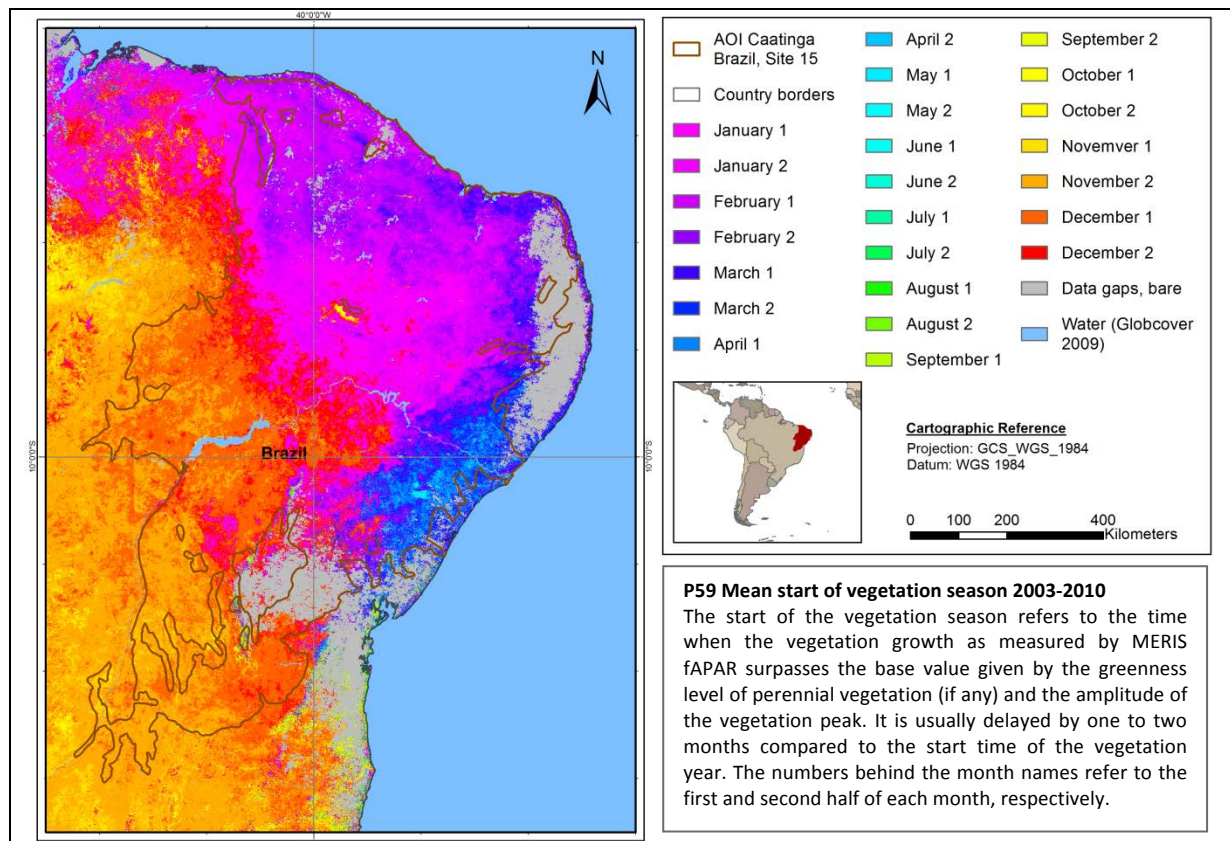 40°0'0"W
N
10°0'0"S
Brazil
10°0'0"S
AOI Caatinga
Brazil, Site 15
Country borders
January 1
January 2
February 1
February 2
March 1
March 2
April 1
April 2
May 1
May 2
June 1
June 2
July 1
July 2
August 1
August 2
September 1
September 2
October 1
October 2
Novemver 1
November 2
December 1
December 2
Data gaps, bare
Water (Globcover
2009)
Cartographic Reference
Projection: GCS_WGS_1984
Datum: WGS 1984
0 100 200 400
Kilometers
P59 Mean start of vegetation season 2003-2010
The start of the vegetation season refers to the time
when the vegetation growth as measured by MERIS
fAPAR surpasses the base value given by the greenness
level of perennial vegetation (if any) and the amplitude of
the vegetation peak. It is usually delayed by one to two
months compared to the start time of the vegetation
year. The numbers behind the month names refer to the
first and second half of each month, respectively.